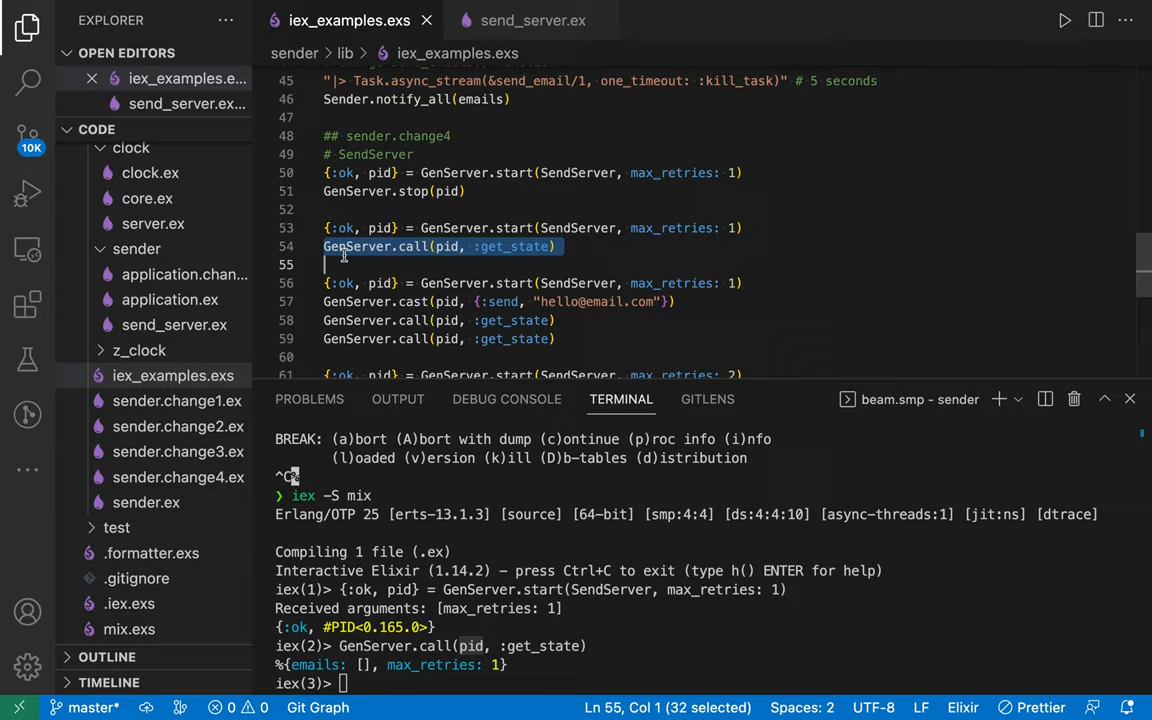 EXPLORER
OPEN EDITORS
iex_examples.e...
send_server.ex...
CODE
clock
clock.ex
core.ex
server.ex
sender
application.chan...
application.ex
send_server.ex
z_clock
iex_examples.exs
sender.change1.ex
sender.change2.ex
sender.change3.ex
sender.change4.ex
sender.ex
test
.formatter.exs
.gitignore
.iex.exs
mix.exs
OUTLINE
TIMELINE
10K
iex_examples.exs
send_server.ex
sender > lib > iex_examples.exs
45 "|> Task.async_stream(&send_email/1, one_timeout: :kill_task)" # 5 seconds
46 Sender.notify_all(emails)
47
48 ## sender.change4
49 # SendServer
50 {:ok, pid} = GenServer.start(SendServer, max_retries: 1)
51 GenServer.stop(pid)
52
53 {:ok, pid} = GenServer.start(SendServer, max_retries: 1)
54 GenServer.call(pid, :get_state)
55
56 {:ok, pid} = GenServer.start(SendServer, max_retries: 1)
57 GenServer.cast(pid, {:send, "hello@email.com"})
58 GenServer.call(pid, :get_state)
59 GenServer.call(pid, :get_state)
60
61 {:ok, pid} = GenServer.start(SendServer, max_retries: 2)
PROBLEMS OUTPUT DEBUG CONSOLE TERMINAL GITLENS
beam.smp - sender
BREAK: (a)bort (A)bort with dump (c)ontinue (p)roc info (i)nfo
(l)oaded (v)ersion (k)ill (D)b-tables (d)istribution
^C%
❯ iex -S mix
Erlang/OTP 25 [erts-13.1.3] [source] [64-bit] [smp:4:4] [ds:4:4:10] [async-threads:1] [jit:ns] [dtrace]
Compiling 1 file (.ex)
Interactive Elixir (1.14.2) - press Ctrl+C to exit (type h() ENTER for help)
iex(1)> {:ok, pid} = GenServer.start(SendServer, max_retries: 1)
Received arguments: [max_retries: 1]
{:ok, #PID<0.165.0>}
iex(2)> GenServer.call(pid, :get_state)
%{emails: [], max_retries: 1}
iex(3)>
master* 0 0 Git Graph Ln 55, Col 1 (32 selected) Spaces: 2 UTF-8 LF Elixir Prettier